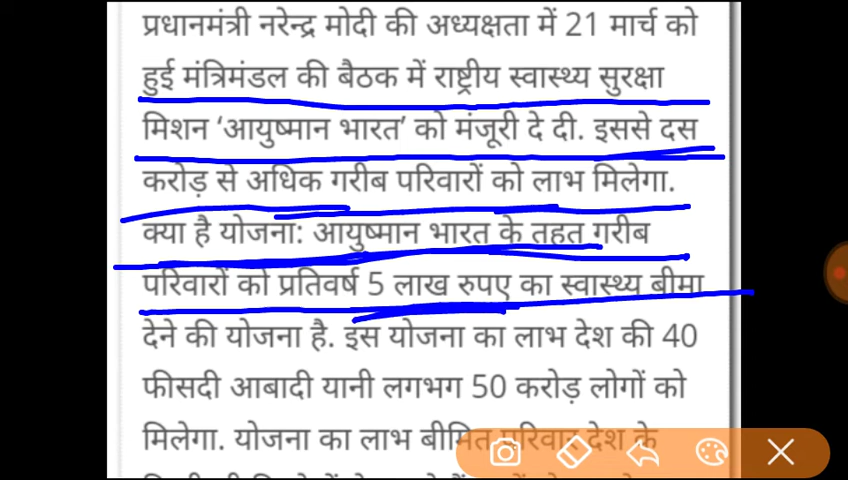 प्रधानमंत्री नरेन्द्र मोदी की अध्यक्षता में 21 मार्च को
हुई मंत्रिमंडल की बैठक में राष्ट्रीय स्वास्थ्य सुरक्षा
मिशन ‘आयुष्मान भारत’ को मंजूरी दे दी. इससे दस
करोड़ से अधिक गरीब परिवारों को लाभ मिलेगा.
क्या है योजना: आयुष्मान भारत के तहत गरीब
परिवारों को प्रतिवर्ष 5 लाख रुपए का स्वास्थ्य बीमा
देने की योजना है. इस योजना का लाभ देश की 40
फीसदी आबादी यानी लगभग 50 करोड़ लोगों को
मिलेगा. योजना का लाभ बीमित परिवार देश के